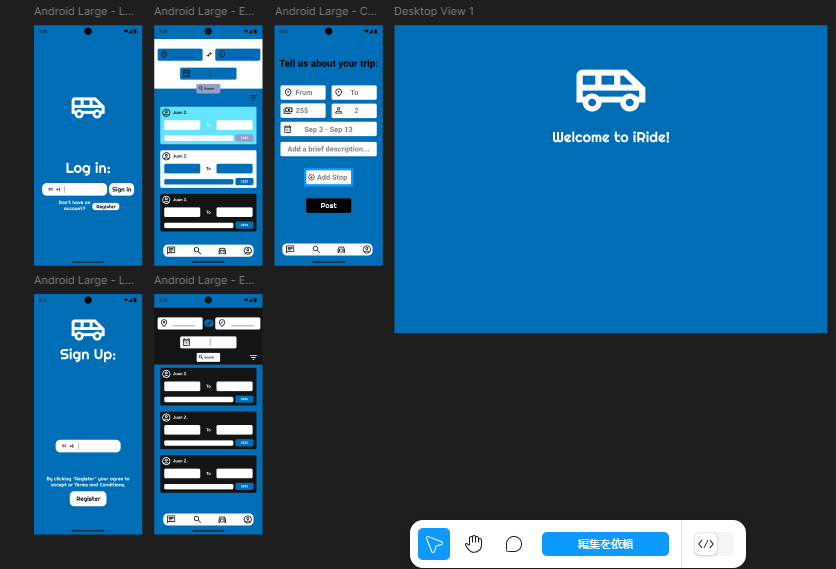 Android Large - L...
Android Large - E...
Android Large - C...
Desktop View 1
Log in:
+1
Sign in
Don't have an
account?
Register
Search
Juan Z.
To
Juan Z.
To
Juan Z.
To
Tell us about your trip:
From
To
25$
2
Sep 3 - Sep 13
Add a brief description...
Add Stop
Post
Welcome to iRide!
Android Large - L...
Android Large - E...
Sign Up:
+1
By clicking "Register" your agree to
accept or Terms and Conditions.
Register
Search
Juan Z.
To
Juan Z.
To
Juan Z.
To
編集を依頼